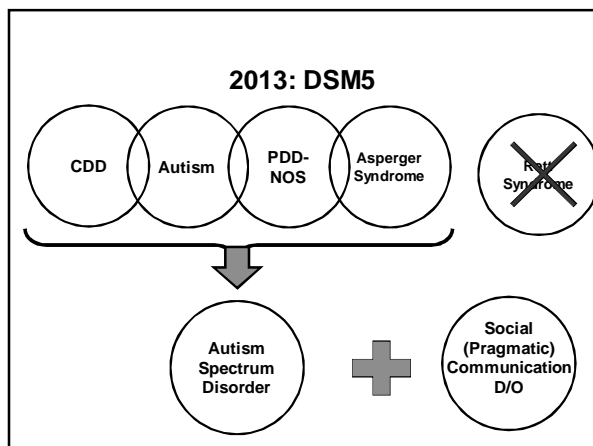 2013: DSM5
CDD
Autism
PDD-
NOS
Asperger
Syndrome
Rett
Syndrome
Autism
Spectrum
Disorder
Social
(Pragmatic)
Communication
D/O